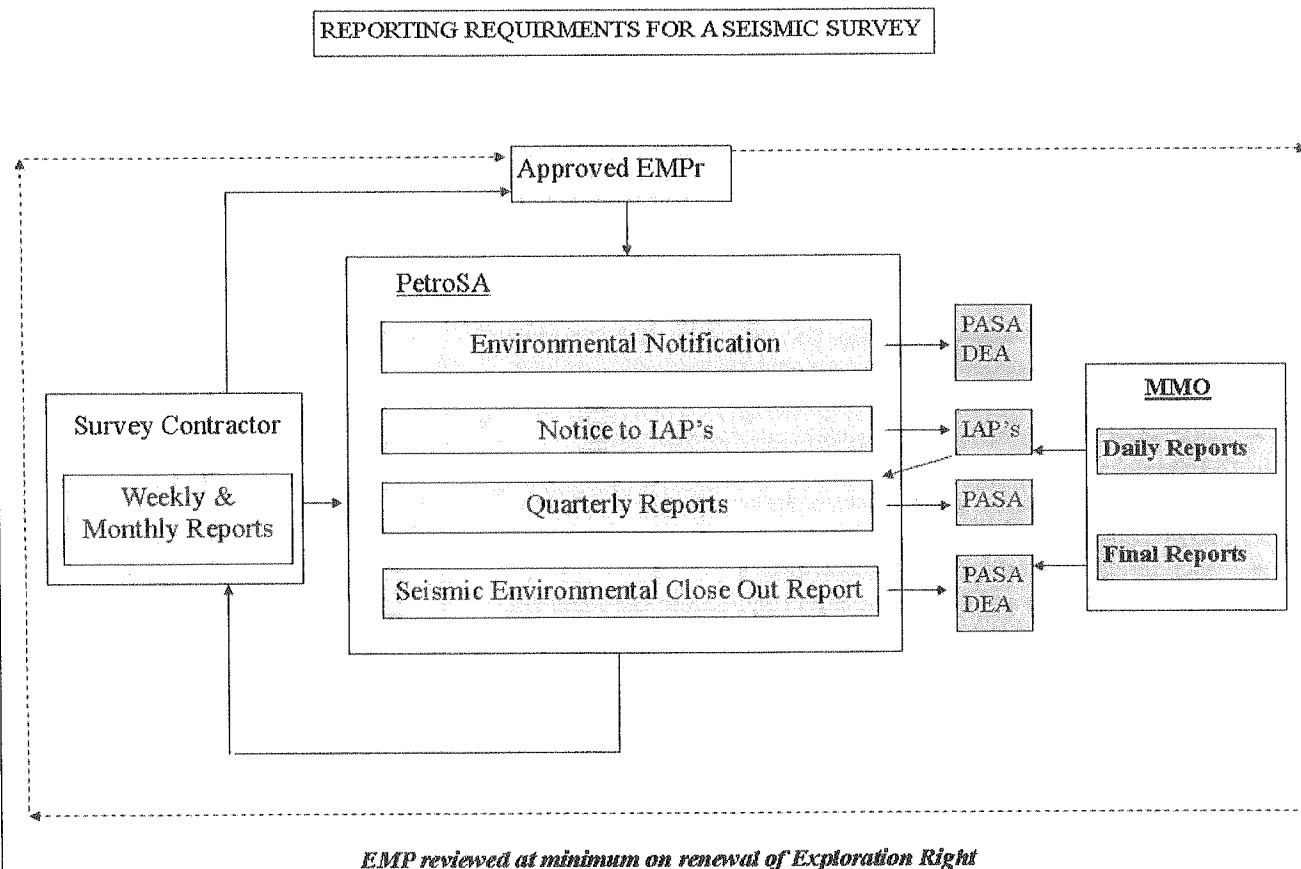 REPORTING REQUIRMENTS FOR A SEISMIC SURVEY
Approved EMPr
PetroSA
Environmental Notification
PASA
DEA
Notice to IAP's
IAP's
Quarterly Reports
PASA
Seismic Environmental Close Out Report
PASA
DEA
Survey Contractor
Weekly &
Monthly Reports
MMO
Daily Reports
Final Reports
EMP reviewed at minimum on renewal of Exploration Right